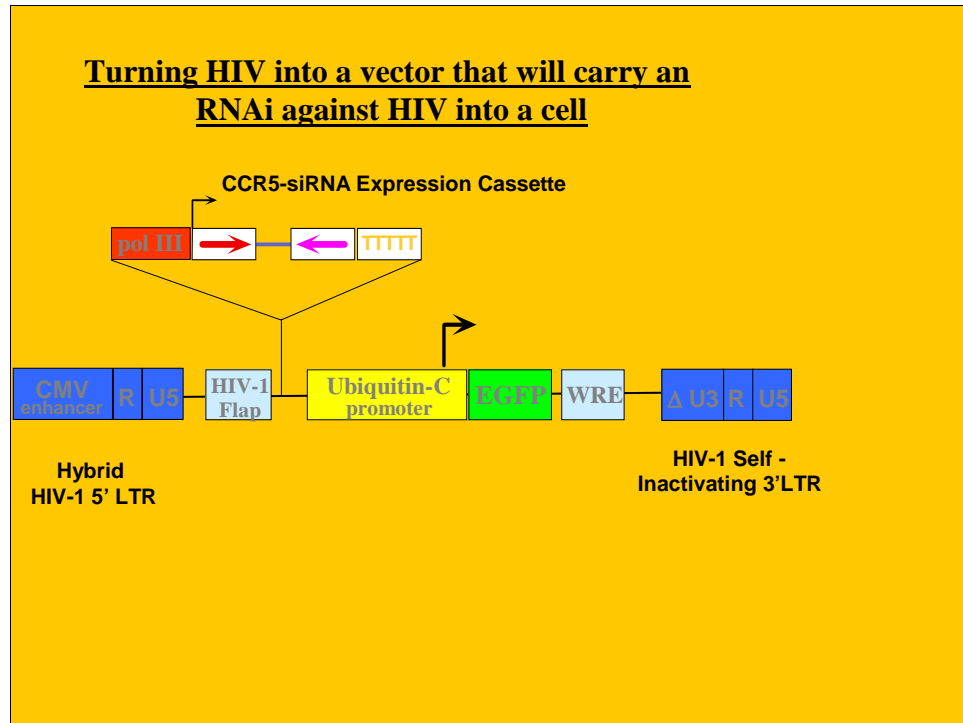 Turning HIV into a vector that will carry an
RNAi against HIV into a cell
CCR5-siRNA Expression Cassette
pol III
TTTTT
CMV
enhancer
R
U5
HIV-1
Flap
Ubiquitin-C
promoter
EGFP
WRE
Δ U3
R
U5
Hybrid
HIV-1 5’ LTR
HIV-1 Self -
Inactivating 3’LTR